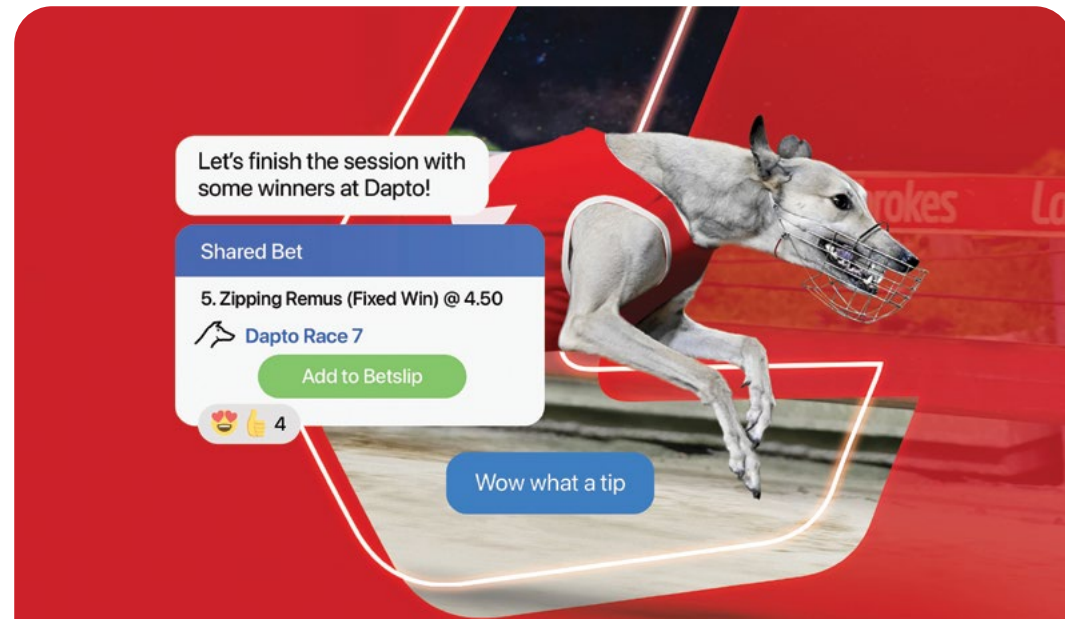 Let's finish the session with
some winners at Dapto!
Shared Bet
5. Zipping Remus (Fixed Win) @ 4.50
Dapto Race 7
Add to Betslip
4
Wow what a tip